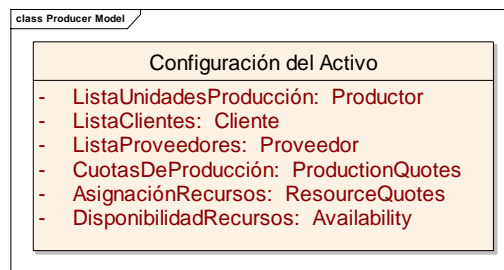 class Producer Model
Configuración del Activo
- ListaUnidadesProducción: Productor
- ListaClientes: Cliente
- ListaProveedores: Proveedor
- CuotasDeProducción: ProductionQuotes
- AsignaciónRecursos: ResourceQuotes
- DisponibilidadRecursos: Availability